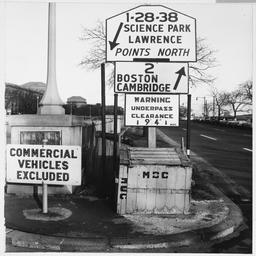 1-28-38
SCIENCE PARK
LAWRENCE
POINTS NORTH
2
BOSTON
CAMBRIDGE
WARNING
UNDERPASS
CLEARANCE
COMMERCIAL
VEHICLES
EXCLUDED
MDC